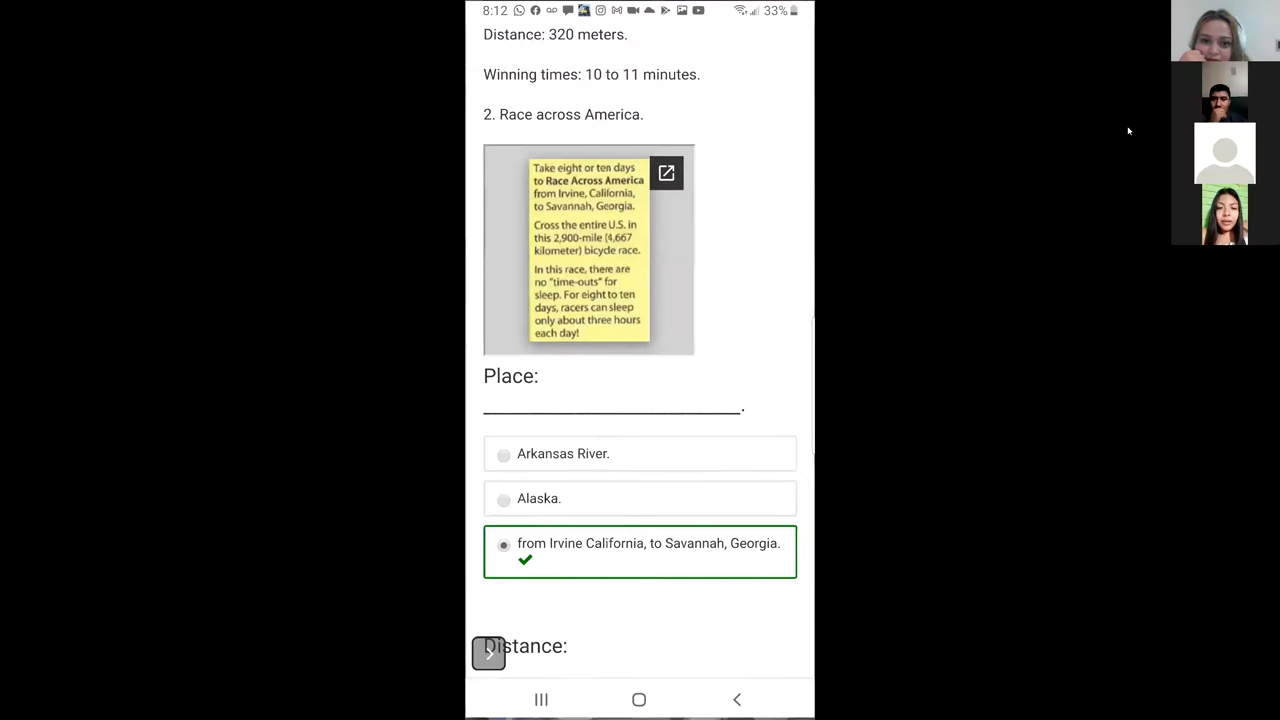 8:12
33%
Distance: 320 meters.
Winning times: 10 to 11 minutes.
2. Race across America.
Take eight or ten days
to Race Across America
from Irvine, California,
to Savannah, Georgia.
Cross the entire U.S. in
this 2,900-mile (4,667
kilometer) bicycle race.
In this race, there are
no "time-outs" for
sleep. For eight to ten
days, racers can sleep
only about three hours
each day!
Place:
______________________.
Arkansas River.
Alaska.
from Irvine California, to Savannah, Georgia.
Distance: